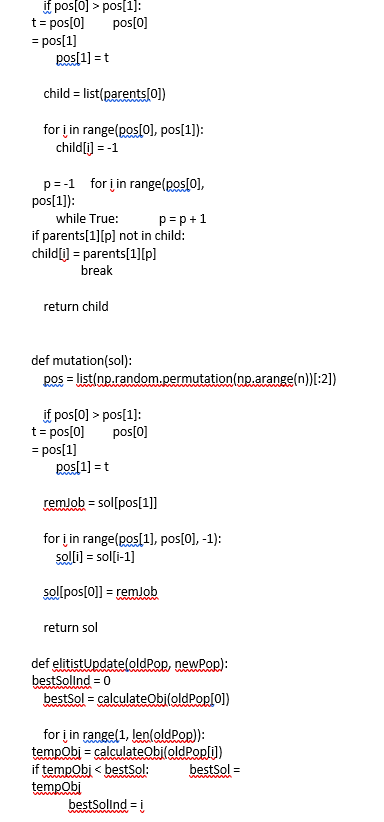 if pos[0] > pos[1]:
t = pos[0] pos[0]
= pos[1]
pos[1] = t
child = list(parents[0])
for i in range(pos[0], pos[1]):
child[i] = -1
p = -1 for i in range(pos[0],
pos[1]):
while True: p = p + 1
if parents[1][p] not in child:
child[i] = parents[1][p]
break
return child
def mutation(sol):
pos = list(np.random.permutation(np.arange(n))[:2])
if pos[0] > pos[1]:
t = pos[0] pos[0]
= pos[1]
pos[1] = t
remJob = sol[pos[1]]
for i in range(pos[1], pos[0], -1):
sol[i] = sol[i-1]
sol[pos[0]] = remJob
return sol
def elitistUpdate(oldPop, newPop):
bestSolInd = 0
bestSol = calculateObj(oldPop[0])
for i in range(1, len(oldPop)):
tempObj = calculateObj(oldPop[i])
if tempObj < bestSol: bestSol =
tempObj
bestSolInd = i